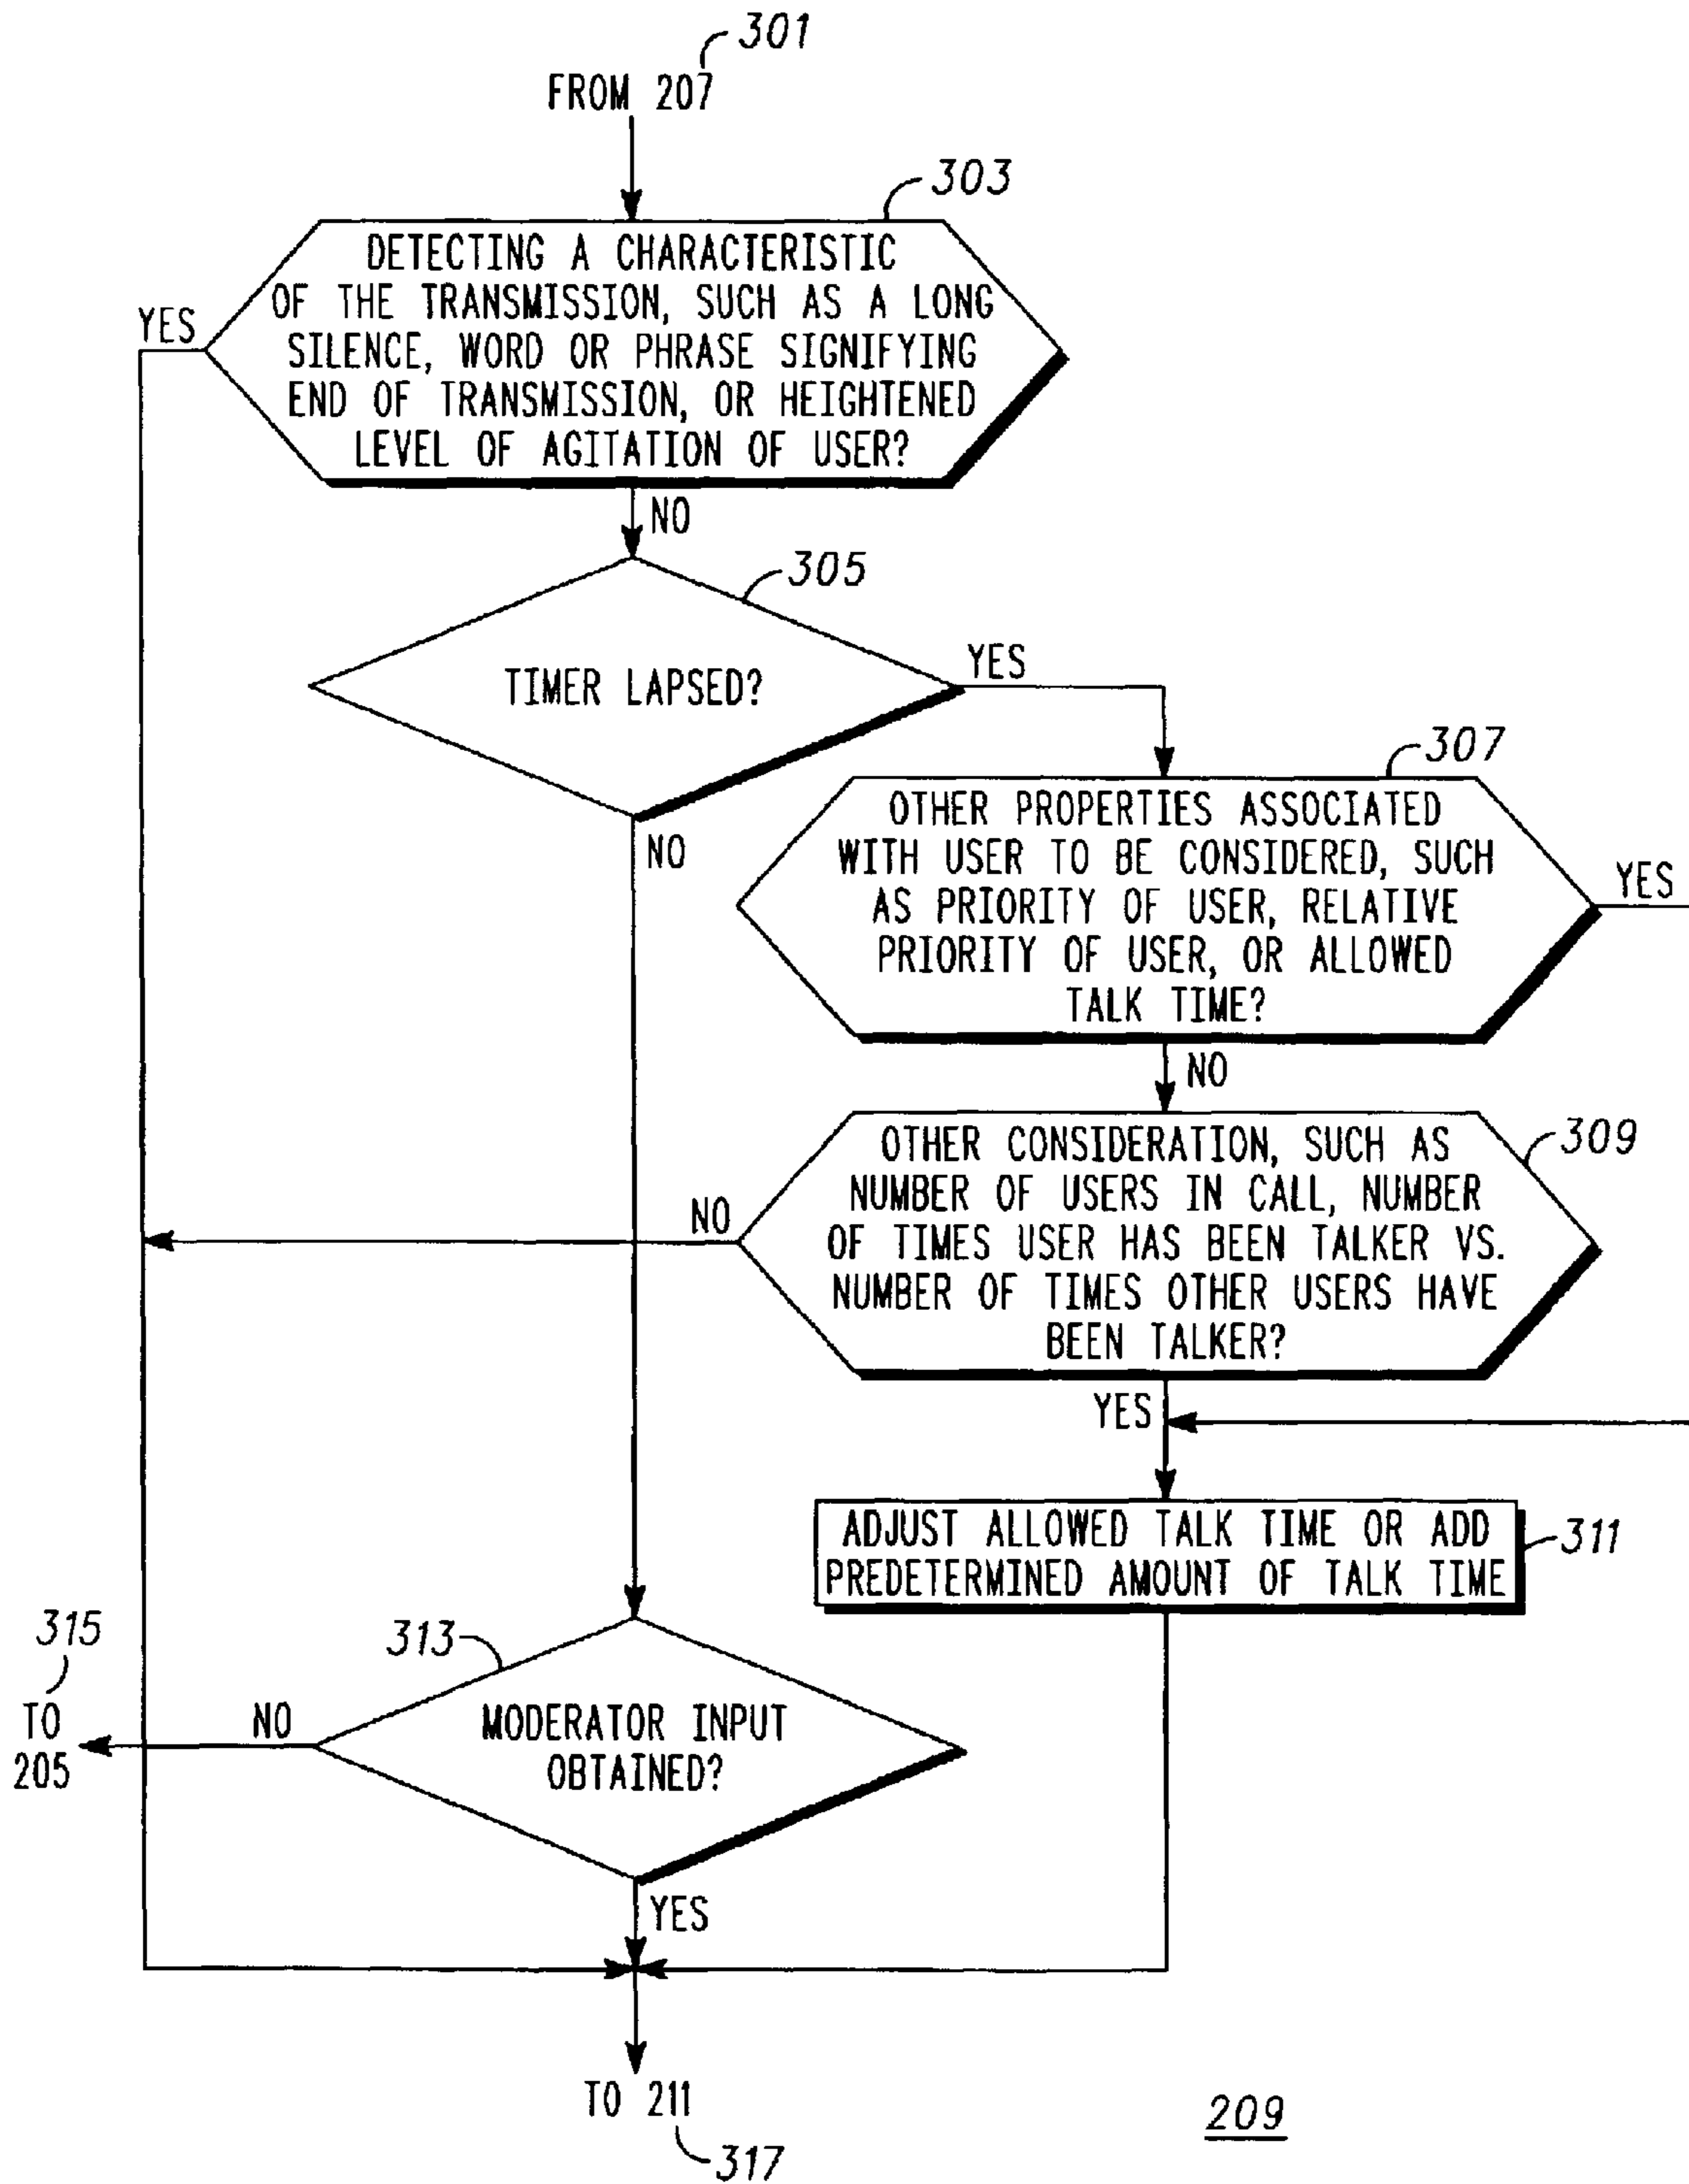 301
FROM 207
303
DETECTING A CHARACTERISTIC
OF THE TRANSMISSION, SUCH AS A LONG
SILENCE, WORD OR PHRASE SIGNIFYING
END OF TRANSMISSION, OR HEIGHTENED
LEVEL OF AGITATION OF USER?
YES
NO
305
TIMER LAPSED?
YES
NO
307
OTHER PROPERTIES ASSOCIATED
WITH USER TO BE CONSIDERED, SUCH
AS PRIORITY OF USER, RELATIVE
PRIORITY OF USER, OR ALLOWED
TALK TIME?
YES
NO
309
OTHER CONSIDERATION, SUCH AS
NUMBER OF USERS IN CALL, NUMBER
OF TIMES USER HAS BEEN TALKER VS.
NUMBER OF TIMES OTHER USERS HAVE
BEEN TALKER?
NO
YES
ADJUST ALLOWED TALK TIME OR ADD
PREDETERMINED AMOUNT OF TALK TIME
311
313
MODERATOR INPUT
OBTAINED?
NO
315
TO
205
YES
TO 211
317
209